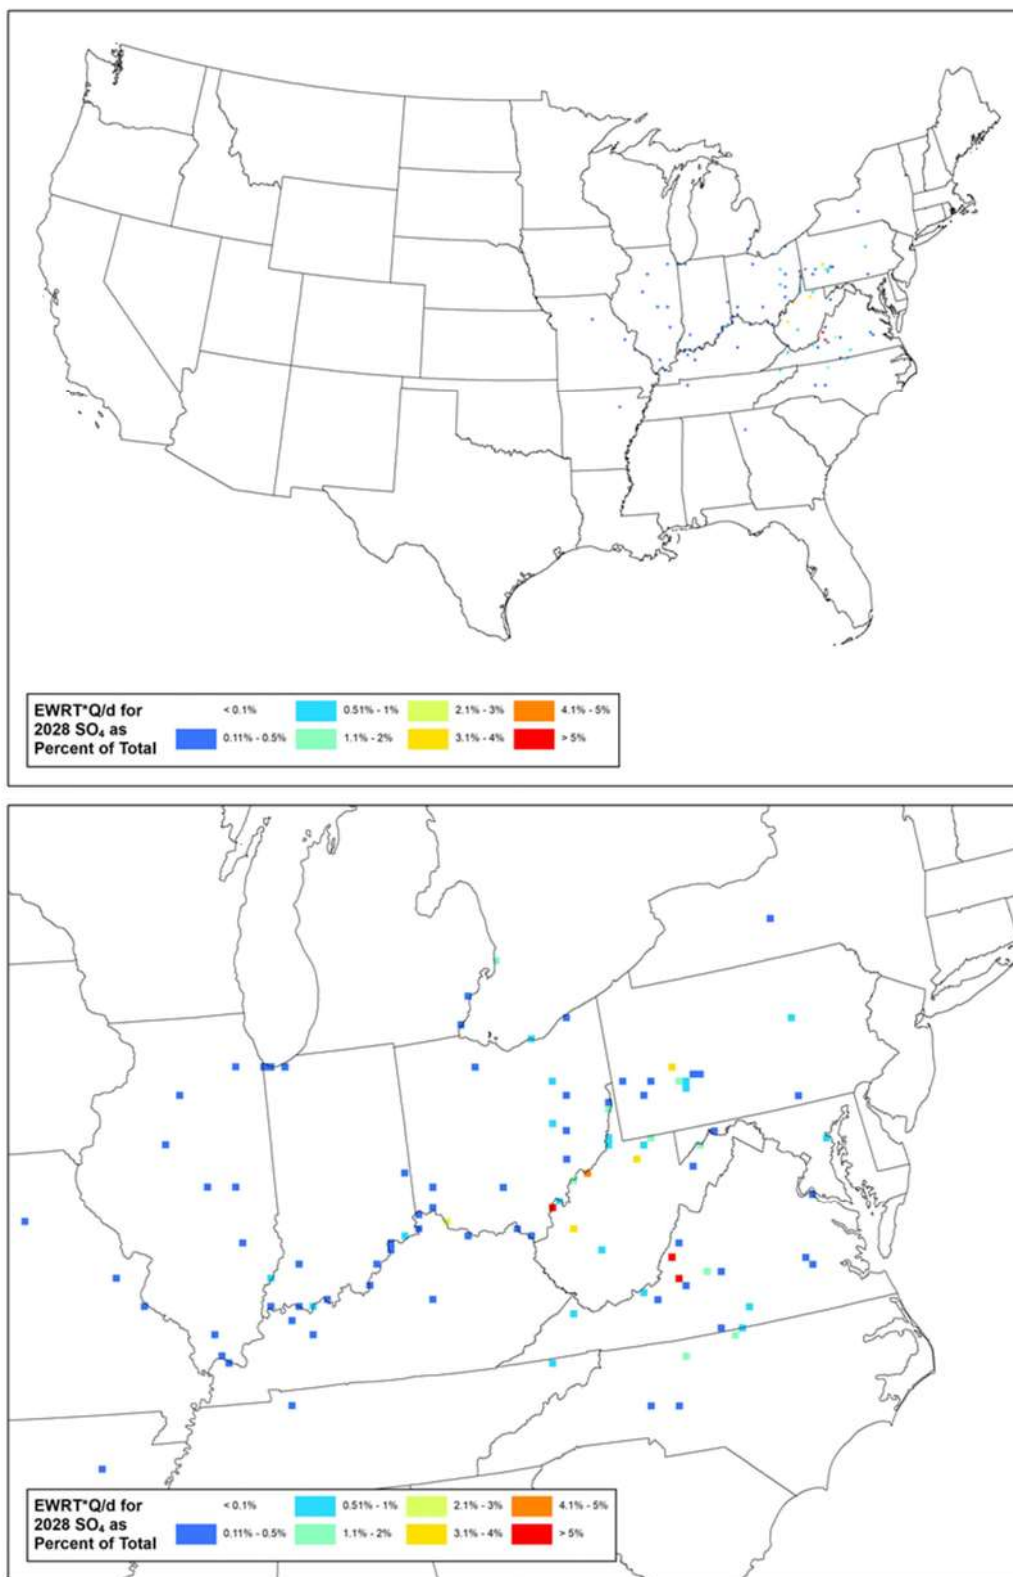 EWRT*Q/d for
2028 SO₄ as
Percent of Total
< 0.1%
0.51% - 1%
2.1% - 3%
4.1% - 5%
0.11% - 0.5%
1.1% - 2%
3.1% - 4%
> 5%
EWRT*Q/d for
2028 SO₄ as
Percent of Total
< 0.1%
0.51% - 1%
2.1% - 3%
4.1% - 5%
0.11% - 0.5%
1.1% - 2%
3.1% - 4%
> 5%